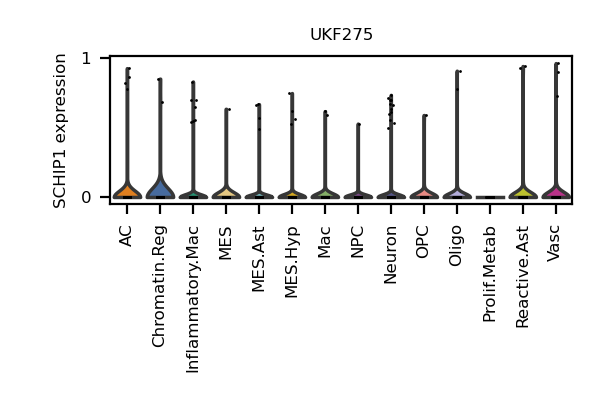 UKF275
SCHIP1 expression
1
0
AC
Chromatin.Reg
Inflammatory.Mac
MES
MES.Ast
MES.Hyp
Mac
NPC
Neuron
OPC
Oligo
Prolif.Metab
Reactive.Ast
Vasc